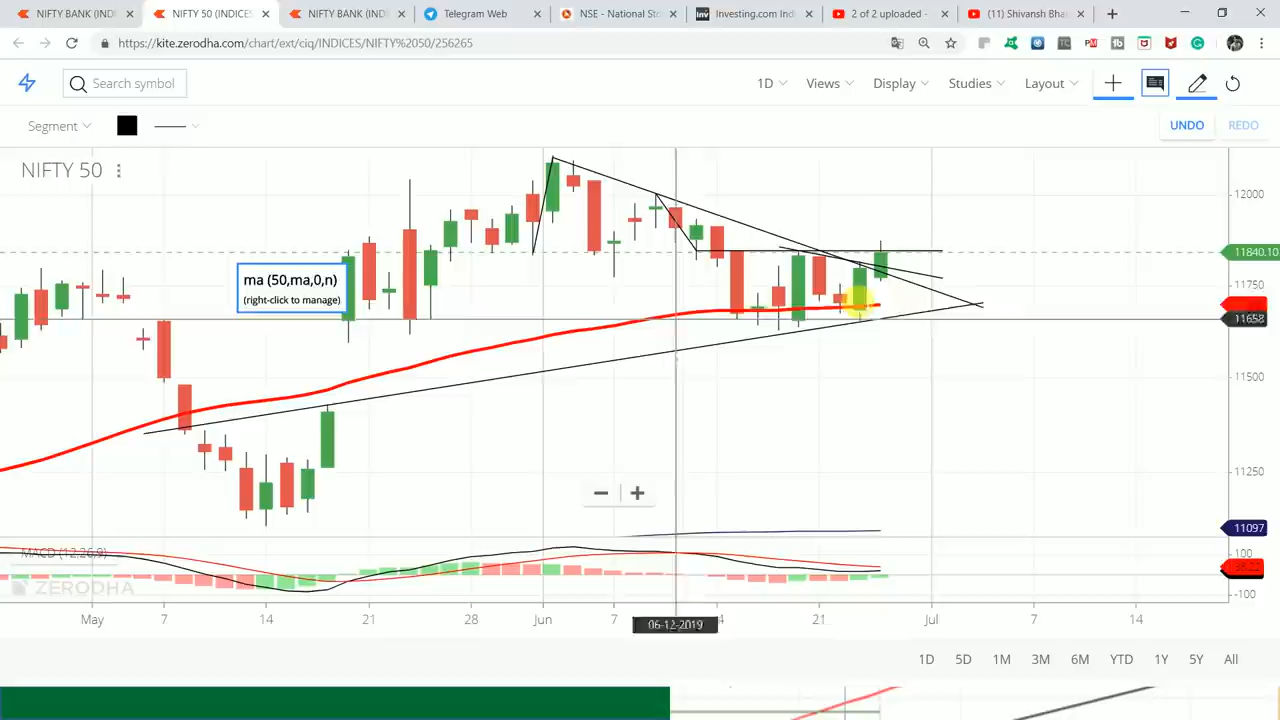 NIFTY BANK (INDI
NIFTY 50 (INDICES
NIFTY BANK (INDI
Telegram Web
NSE - National Sto
Investing.com Ind
2 of 2 uploaded -
(11) Shivansh Bha
https://kite.zerodha.com/chart/ext/ciq/INDICES/NIFTY%2050/256265
Search symbol
1D
Views
Display
Studies
Layout
Segment
UNDO
REDO
NIFTY 50
12000
11840.10
11750
11658
11500
11250
11097
ma (50,ma,0,n)
(right-click to manage)
MACD (12,26,9)
100
-100
ZERODHA
May
7
14
21
Jun
7
06-12-2019
21
Jul
7
14
1D
5D
1M
3M
6M
YTD
1Y
5Y
All